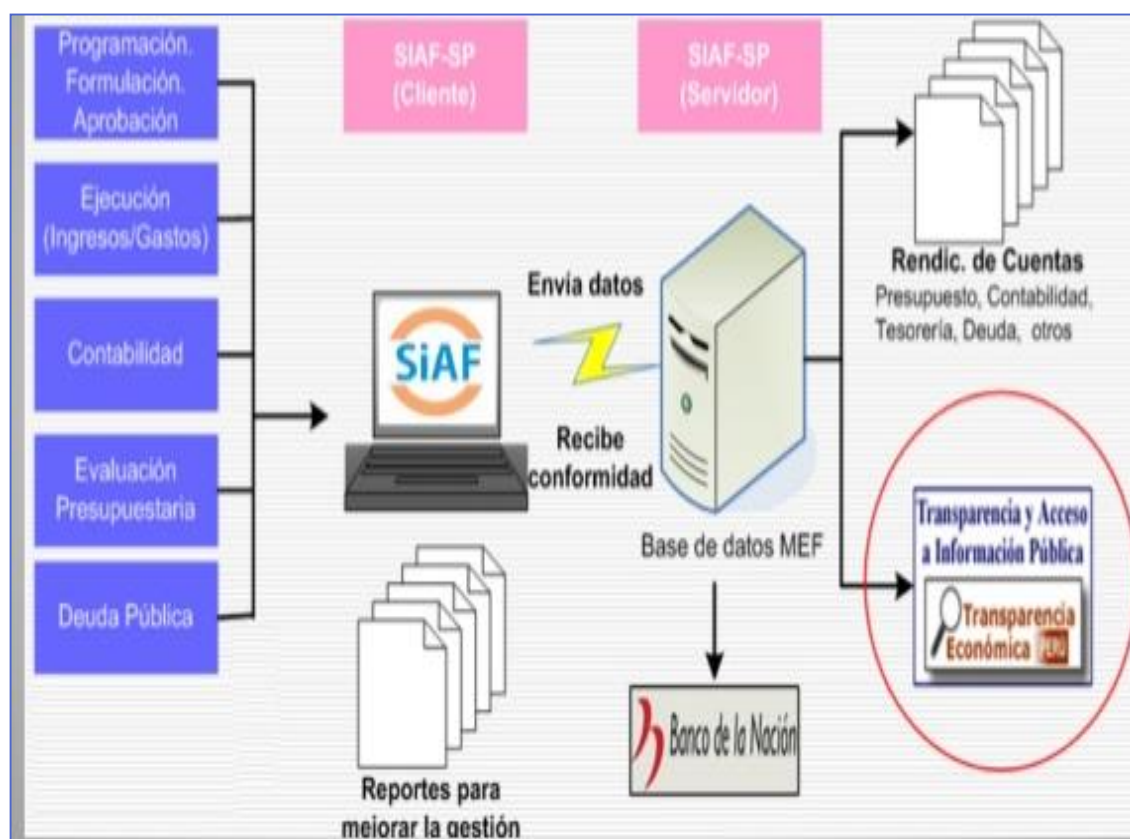 Programación.
Formulación.
Aprobación
Ejecución
(Ingresos/Gastos)
Contabilidad
Evaluación
Presupuestaria
Deuda Pública
SIAF-SP
(Cliente)
SiAF
Reportes para
mejorar la gestión
Envia datos
Recibe
conformidad
SIAF-SP
(Servidor)
Base de datos MEF
Banco de la Nación
Rendic. de Cuentas
Presupuesto, Contabilidad,
Tesorería, Deuda, otros
Transparencia y Acceso
a Información Pública
Transparencia
Económica PERÚ